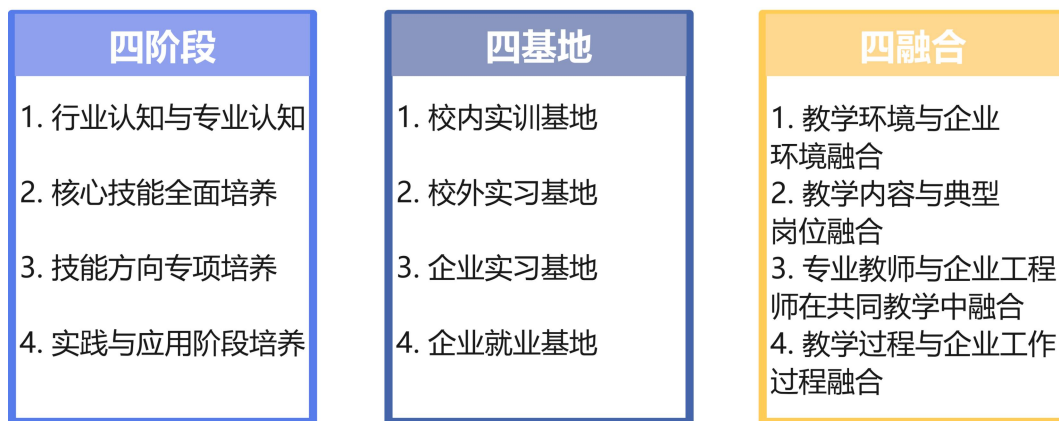 四阶段
1. 行业认知与专业认知
2. 核心技能全面培养
3. 技能方向专项培养
4. 实践与应用阶段培养
四基地
1. 校内实训基地
2. 校外实习基地
3. 企业实习基地
4. 企业就业基地
四融合
1. 教学环境与企业
环境融合
2. 教学内容与典型
岗位融合
3. 专业教师与企业工程
师在共同教学中融合
4. 教学过程与企业工作
过程融合